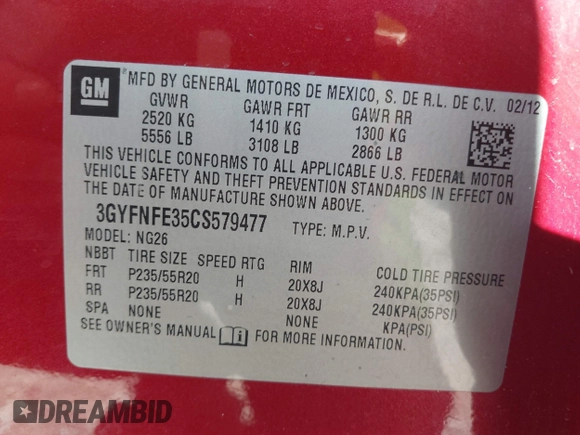 GM
MFD BY GENERAL MOTORS DE MEXICO, S. DE R.L. DE C.V. 02/12
GVWR GAWR FRT GAWR RR
2520 KG 1410 KG 1300 KG
5556 LB 3108 LB 2866 LB
THIS VEHICLE CONFORMS TO ALL APPLICABLE U.S. FEDERAL MOTOR
VEHICLE SAFETY AND THEFT PREVENTION STANDARDS IN EFFECT ON
THE DATE OF MANUFACTURE SHOWN ABOVE.
3GYFNFE35CS579477 TYPE: M.P.V.
MODEL: NG26
NBBT TIRE SIZE SPEED RTG RIM COLD TIRE PRESSURE
FRT P235/55R20 H 20X8J 240KPA(35PSI)
RR P235/55R20 H 20X8J 240KPA(35PSI)
SPA NONE NONE KPA(PSI)
SEE OWNER'S MANUAL FOR MORE INFORMATION.
DREAMBID